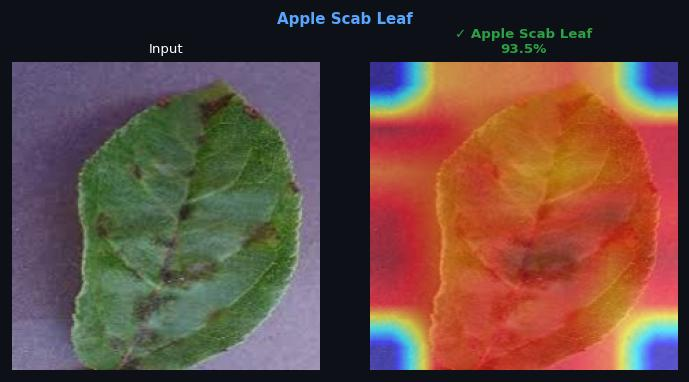 Apple Scab Leaf
Input
✓ Apple Scab Leaf
93.5%